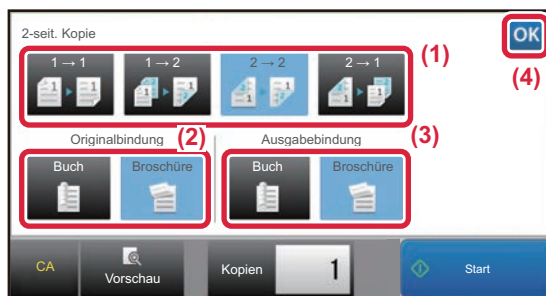 2-seit. Kopie
OK
1 → 1
1 → 2
2 → 2
2 → 1
(1)
(4)
Originalbindung
(2)
Ausgabebindung
(3)
Buch
Broschüre
Buch
Broschüre
CA
Vorschau
Kopien
1
Start